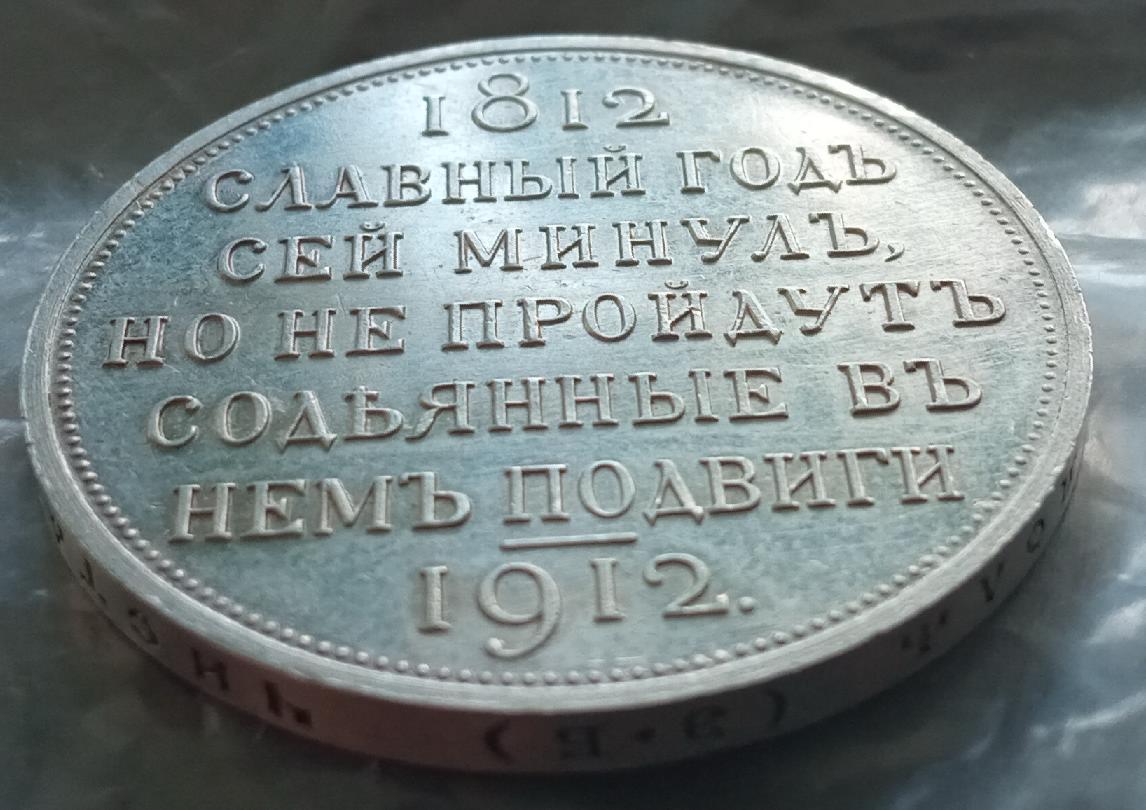 1812
СЛАВНЫЙ ГОДЪ
СЕЙ МИНУЛЪ,
НО НЕ ПРОЙДУТЪ
СОДѢЯННЫЕ ВЪ
НЕМЪ ПОДВИГИ
1912.
(Э·Б)